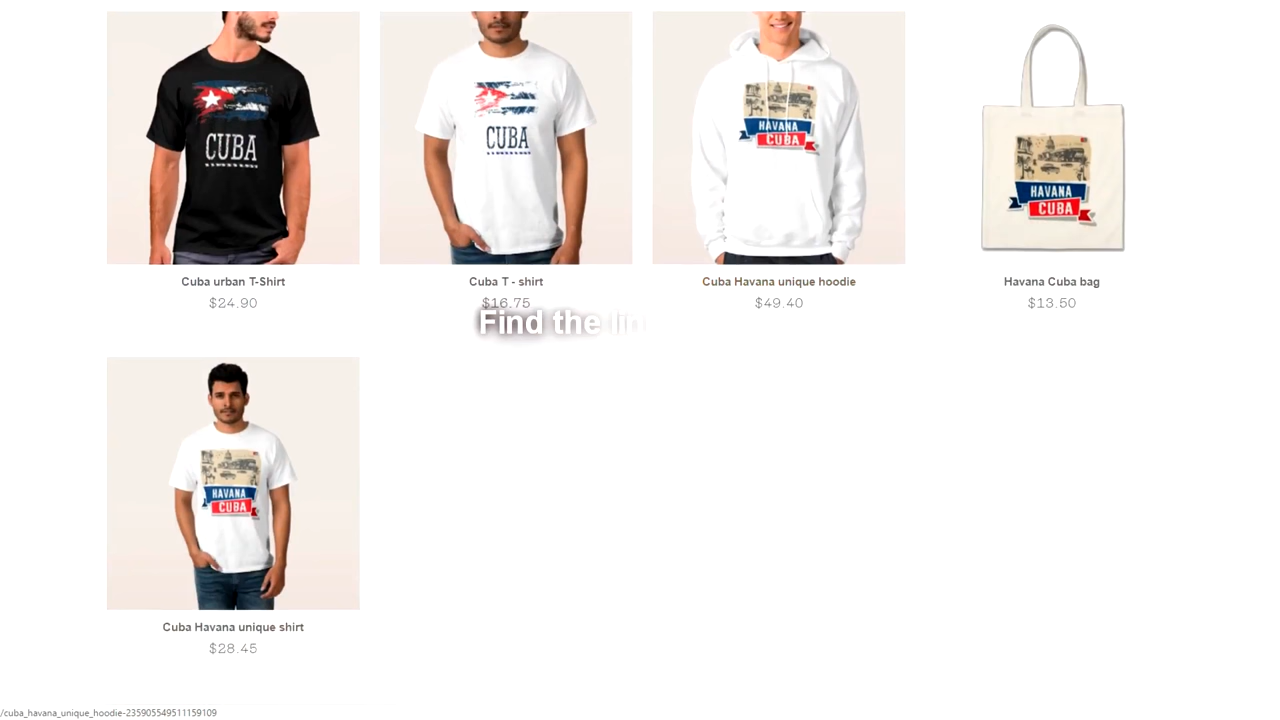 CUBA
CUBA
HAVANA
CUBA
HAVANA
CUBA
Cuba urban T-Shirt
$24.90
Cuba T - shirt
$16.75
Cuba Havana unique hoodie
$49.40
Havana Cuba bag
$13.50
Find the
HAVANA
CUBA
Cuba Havana unique shirt
$28.45
/cuba_havana_unique_hoodie-235905549511159109